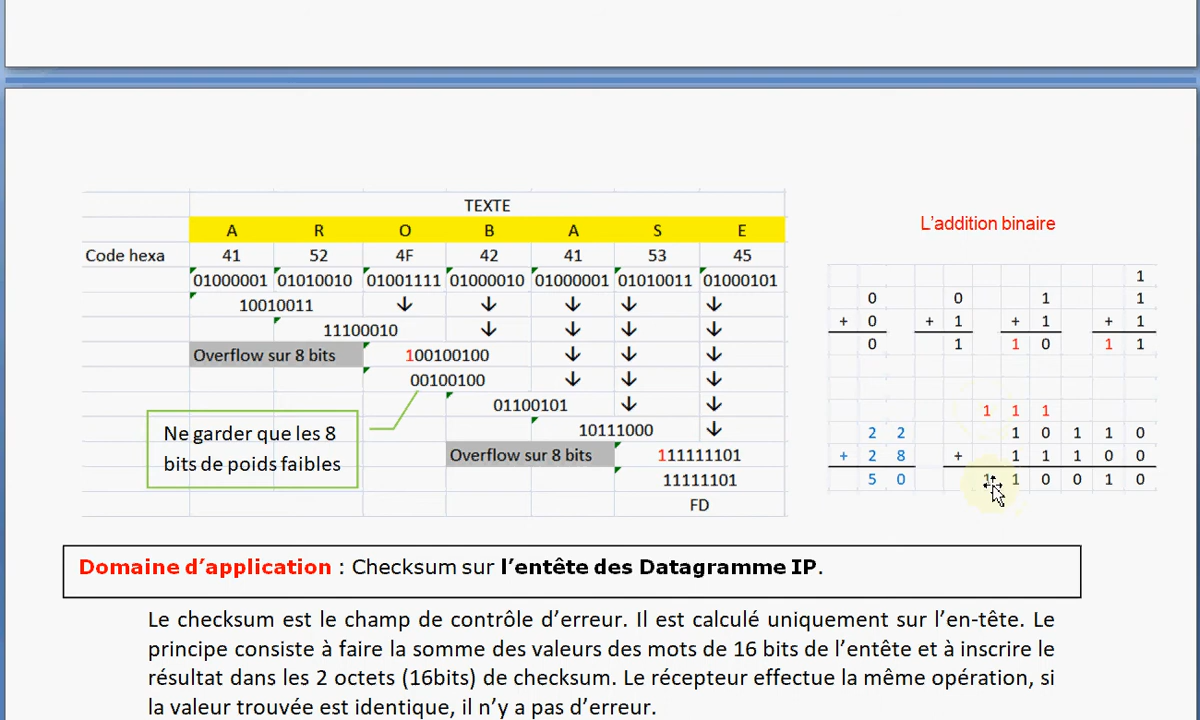 TEXTE
A R O B A S E
Code hexa 41 52 4F 42 41 53 45
01000001 01010010 01001111 01000010 01000001 01010011 01000101
10010011 ↓ ↓ ↓ ↓ ↓
11100010 ↓ ↓ ↓ ↓
Overflow sur 8 bits 100100100 ↓ ↓ ↓
00100100 ↓ ↓ ↓
01100101 ↓ ↓
10111000 ↓
Overflow sur 8 bits 111111101
11111101
FD
Ne garder que les 8
bits de poids faibles
L'addition binaire
1
0 0 1 1
+ 0 + 1 + 1 + 1
0 1 1 0 1 1
1 1 1
2 2 1 0 1 1 0
+ 2 8 + 1 1 1 0 0
5 0 1 1 0 0 1 0
Domaine d'application : Checksum sur l'entête des Datagramme IP.
Le checksum est le champ de contrôle d'erreur. Il est calculé uniquement sur l'en-tête. Le
principe consiste à faire la somme des valeurs des mots de 16 bits de l'entête et à inscrire le
résultat dans les 2 octets (16bits) de checksum. Le récepteur effectue la même opération, si
la valeur trouvée est identique, il n'y a pas d'erreur.